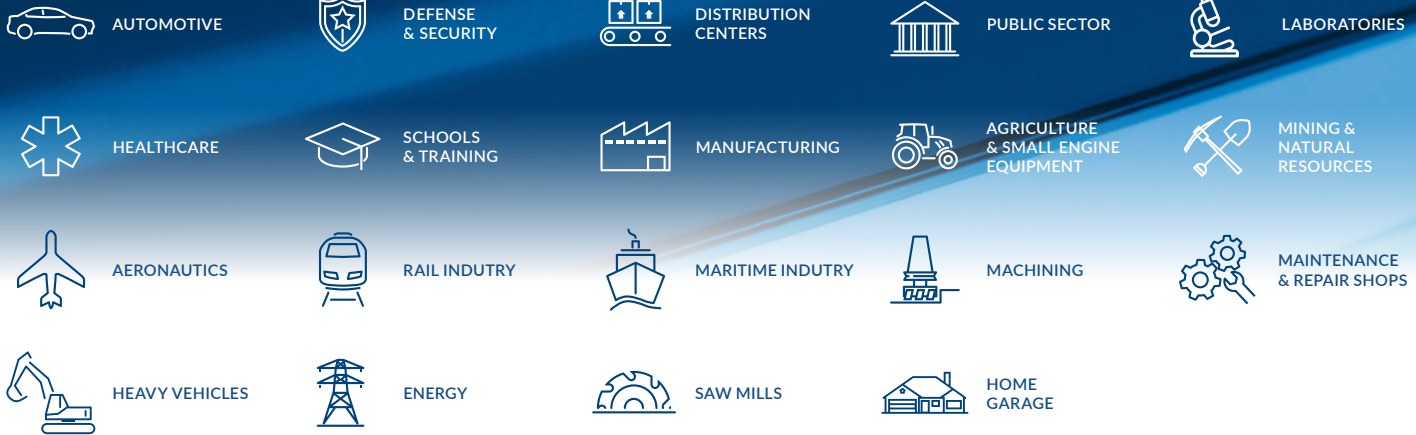 AUTOMOTIVE
DEFENSE
& SECURITY
DISTRIBUTION
CENTERS
PUBLIC SECTOR
LABORATORIES
HEALTHCARE
SCHOOLS
& TRAINING
MANUFACTURING
AGRICULTURE
& SMALL ENGINE
EQUIPMENT
MINING &
NATURAL
RESOURCES
AERONAUTICS
RAIL INDUTRY
MARITIME INDUTRY
MACHINING
MAINTENANCE
& REPAIR SHOPS
HEAVY VEHICLES
ENERGY
SAW MILLS
HOME
GARAGE